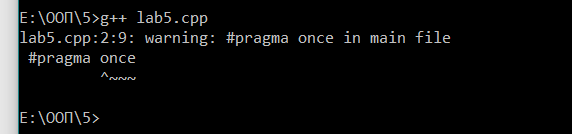 E:\ООП\5>g++ lab5.cpp
lab5.cpp:2:9: warning: #pragma once in main file
#pragma once
^~~~
E:\ООП\5>